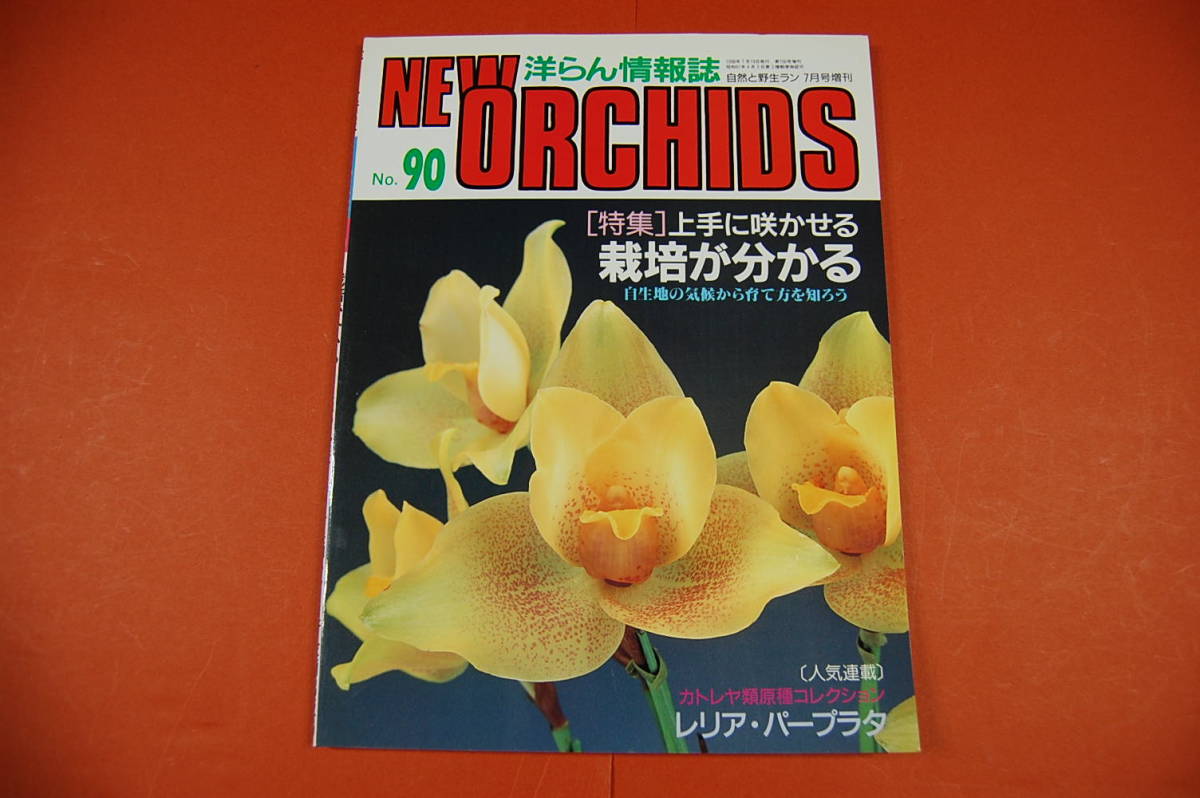 洋らん情報誌
NEW ORCHIDS
No. 90
自然と野生ラン 7月号増刊
[特集]上手に咲かせる
栽培が分かる
自生地の気候から育て方を知ろう
〔人気連載〕
カトレヤ類原種コレクション
レリア・パープラタ